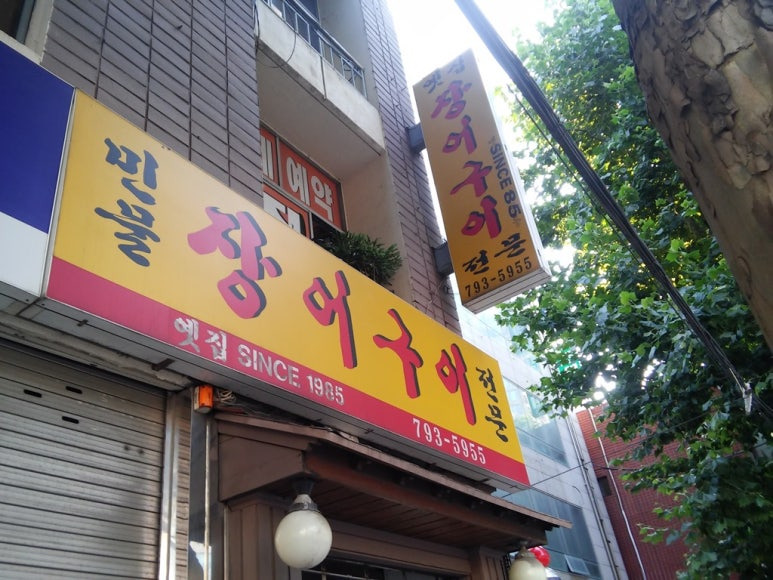 민물 장어구이 전문
옛집 SINCE 1985
793-5955
옛집 장어구이 전문
SINCE 85
793-5955
예약